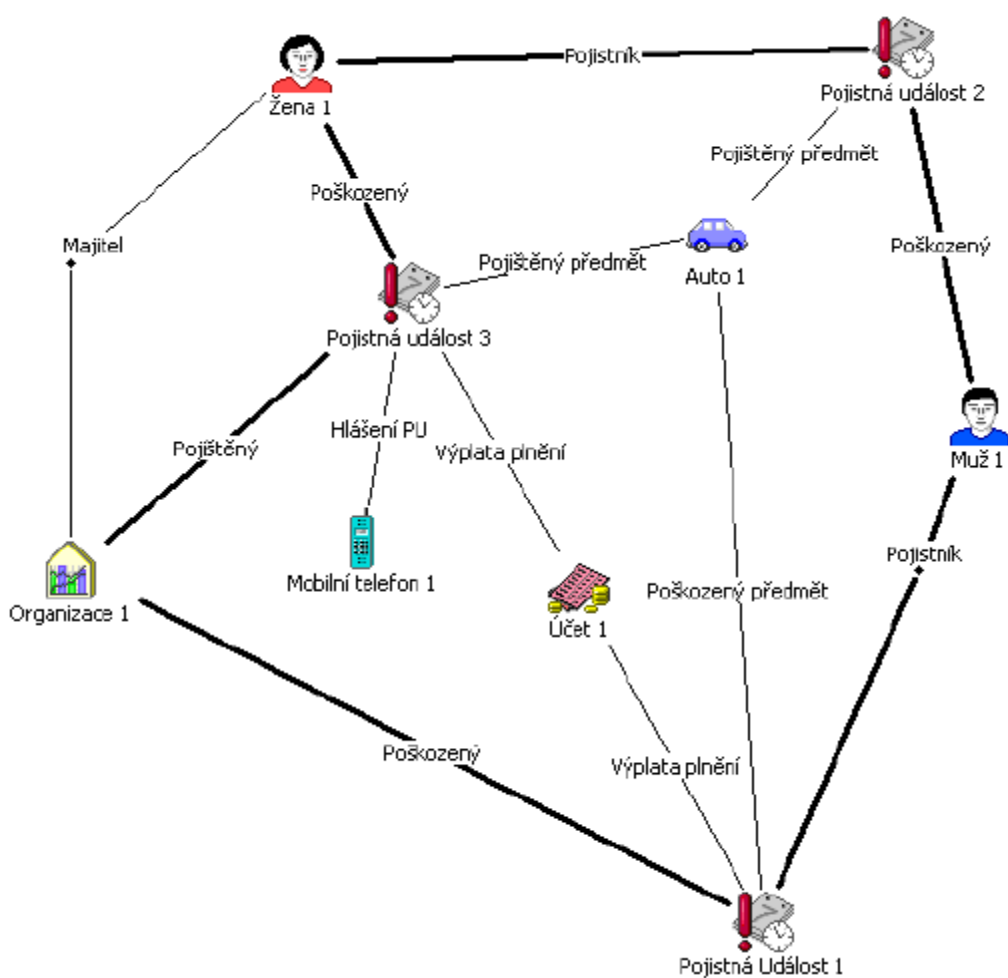 Pojistník
Pojistná událost 2
Žena 1
Pojištěný předmět
Poškozený
Majitel
Poškozený
Pojištěný předmět
Auto 1
Pojistná událost 3
Hlášení PU
Pojištěný
Výplata plnění
Muž 1
Pojistník
Mobilní telefon 1
Poškozený předmět
Organizace 1
Účet 1
Poškozený
Výplata plnění
Pojistná Událost 1